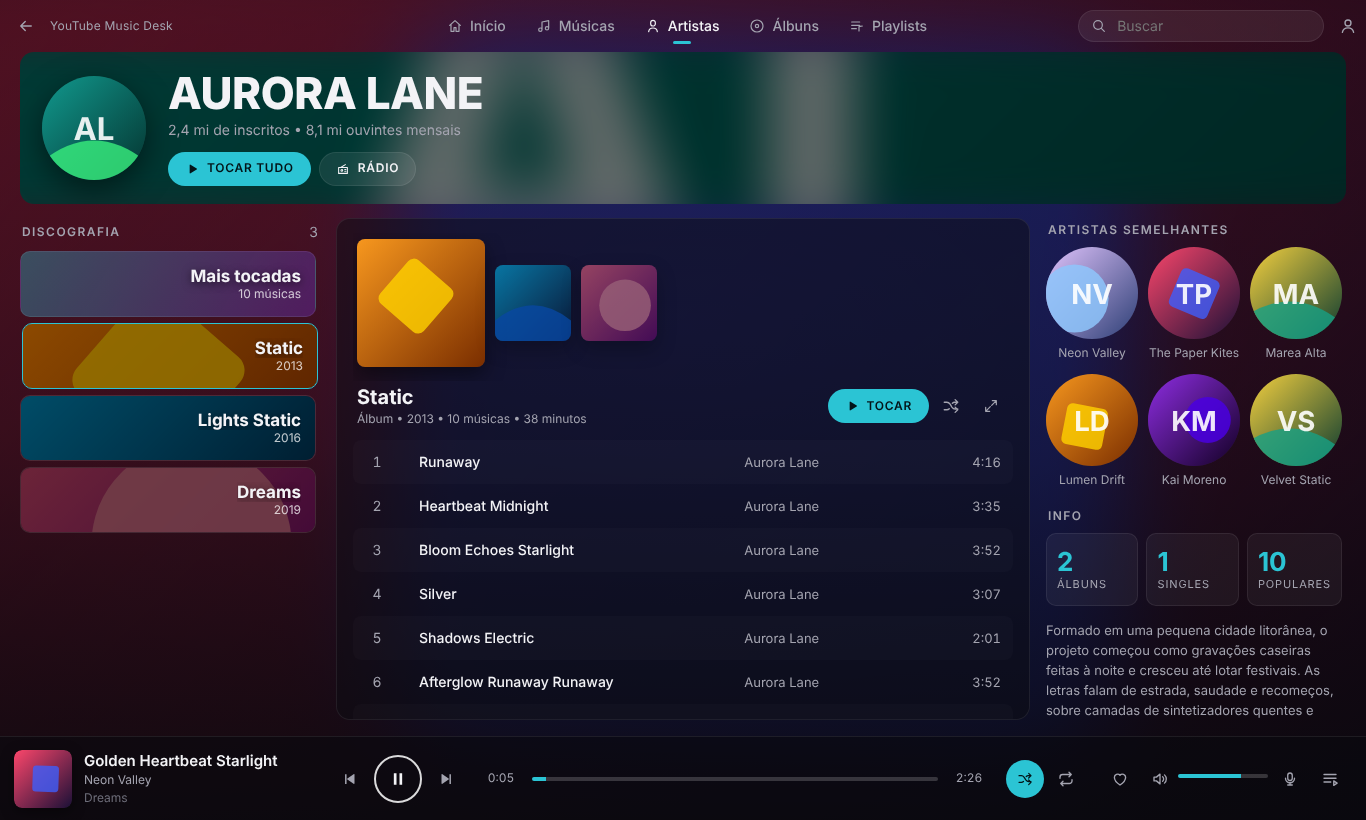 YouTube Music Desk
Início
Músicas
Artistas
Álbuns
Playlists
Buscar
AL
AURORA LANE
2,4 mi de inscritos • 8,1 mi ouvintes mensais
TOCAR TUDO
RÁDIO
DISCOGRAFIA
3
Mais tocadas
10 músicas
Static
2013
Lights Static
2016
Dreams
2019
Static
Álbum • 2013 • 10 músicas • 38 minutos
TOCAR
1 Runaway Aurora Lane 4:16
2 Heartbeat Midnight Aurora Lane 3:35
3 Bloom Echoes Starlight Aurora Lane 3:52
4 Silver Aurora Lane 3:07
5 Shadows Electric Aurora Lane 2:01
6 Afterglow Runaway Runaway Aurora Lane 3:52
ARTISTAS SEMELHANTES
NV
TP
MA
Neon Valley
The Paper Kites
Marea Alta
LD
KM
VS
Lumen Drift
Kai Moreno
Velvet Static
INFO
2
ÁLBUNS
1
SINGLES
10
POPULARES
Formado em uma pequena cidade litorânea, o
projeto começou como gravações caseiras
feitas à noite e cresceu até lotar festivais. As
letras falam de estrada, saudade e recomeços,
sobre camadas de sintetizadores quentes e
Golden Heartbeat Starlight
Neon Valley
Dreams
0:05
2:26